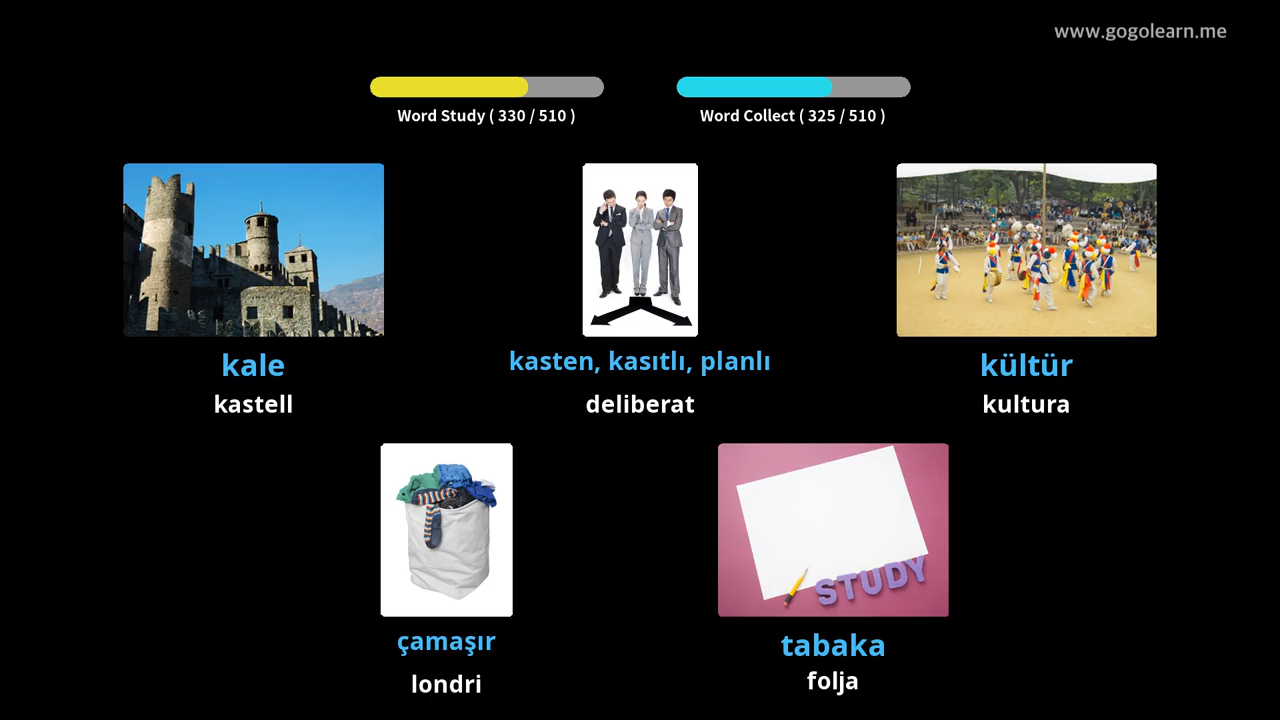 www.gogolearn.me
Word Study ( 330 / 510 )
Word Collect ( 325 / 510 )
kale
kastell
kasten, kasıtlı, planlı
deliberat
kültür
kultura
çamaşır
londri
STUDY
tabaka
folja